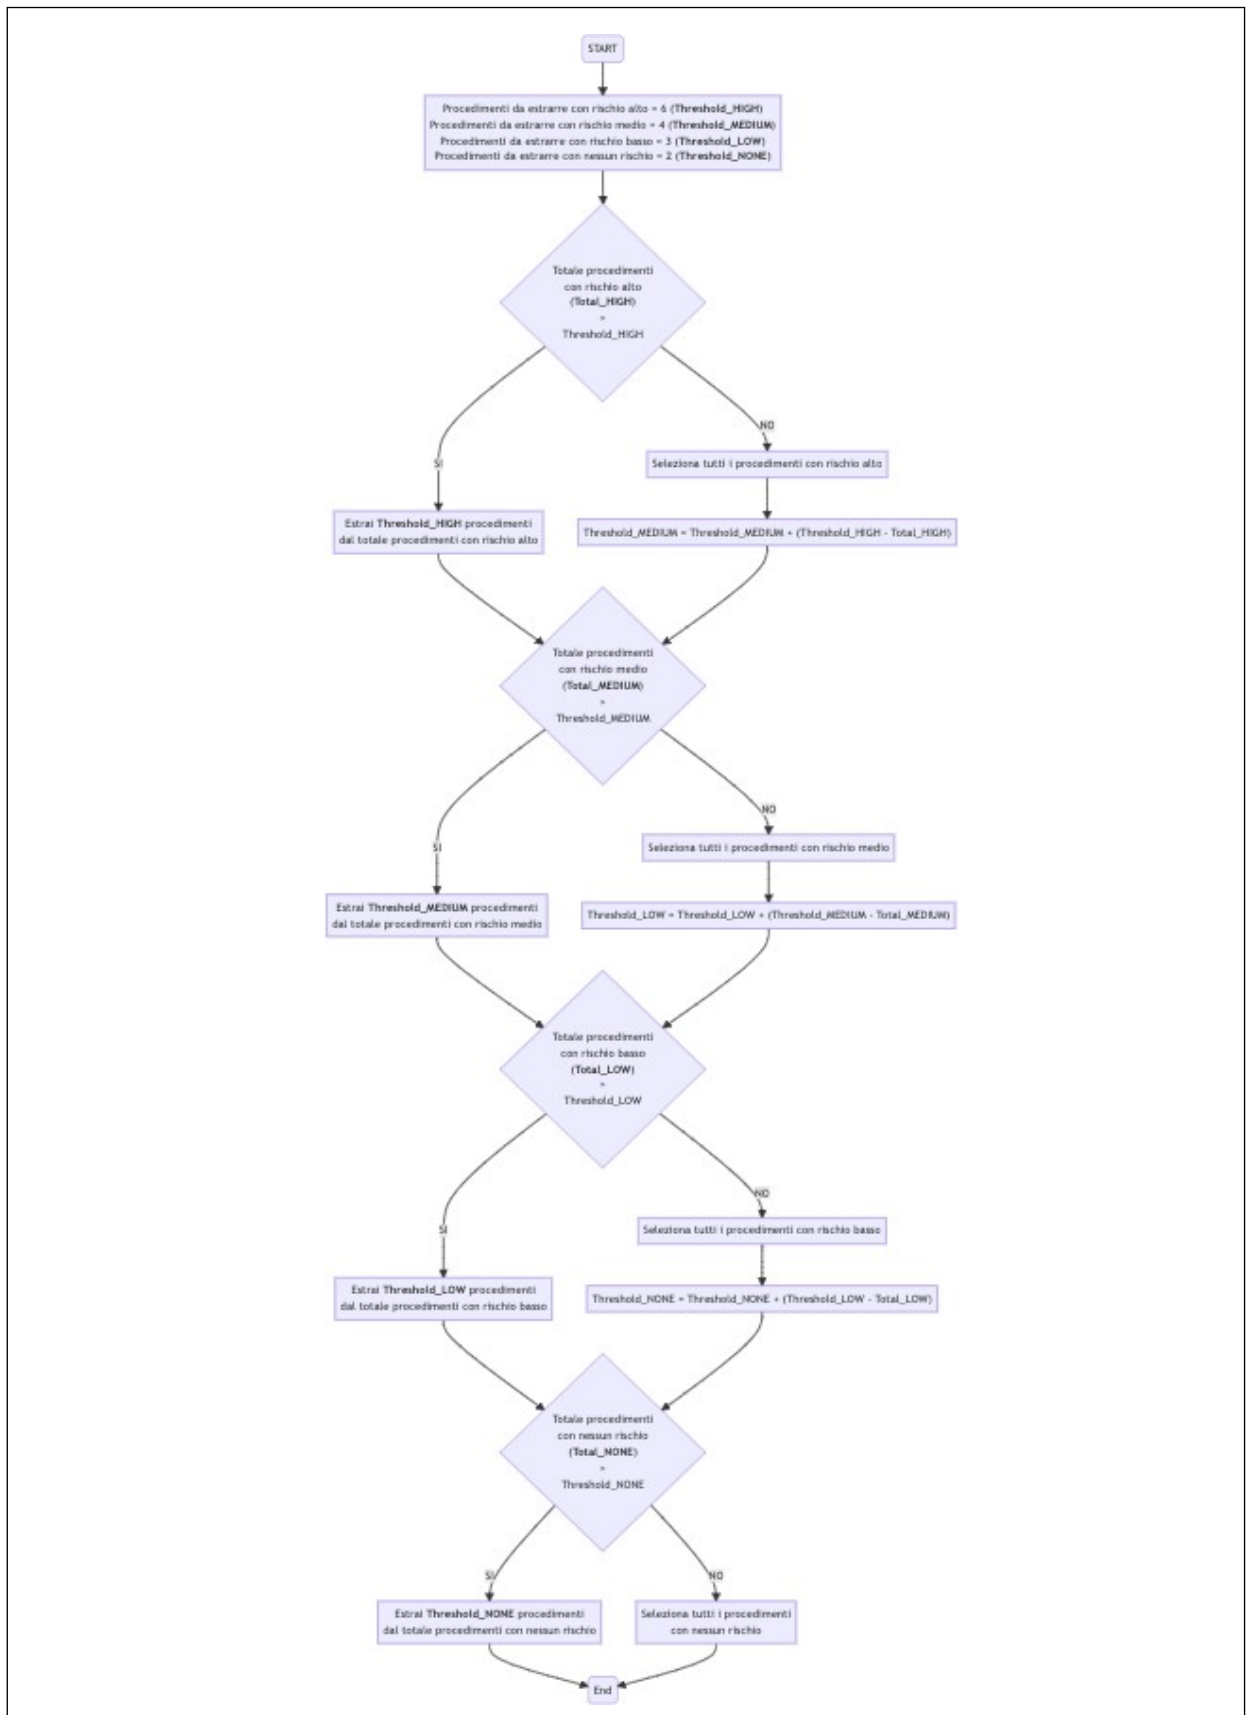 START
Procedimenti da estrarre con rischio alto = 6 (Threshold_HIGH)
Procedimenti da estrarre con rischio medio = 4 (Threshold_MEDIUM)
Procedimenti da estrarre con rischio basso = 3 (Threshold_LOW)
Procedimenti da estrarre con nessun rischio = 2 (Threshold_NONE)
Totale procedimenti
con rischio alto
(Total_HIGH)
>
Threshold_HIGH
NO
SI
Seleziona tutti i procedimenti con rischio alto
Estrai Threshold_HIGH procedimenti
dal totale procedimenti con rischio alto
Threshold_MEDIUM = Threshold_MEDIUM + (Threshold_HIGH - Total_HIGH)
Totale procedimenti
con rischio medio
(Total_MEDIUM)
>
Threshold_MEDIUM
NO
SI
Seleziona tutti i procedimenti con rischio medio
Estrai Threshold_MEDIUM procedimenti
dal totale procedimenti con rischio medio
Threshold_LOW = Threshold_LOW + (Threshold_MEDIUM - Total_MEDIUM)
Totale procedimenti
con rischio basso
(Total_LOW)
>
Threshold_LOW
NO
SI
Seleziona tutti i procedimenti con rischio basso
Estrai Threshold_LOW procedimenti
dal totale procedimenti con rischio basso
Threshold_NONE = Threshold_NONE + (Threshold_LOW - Total_LOW)
Totale procedimenti
con nessun rischio
(Total_NONE)
>
Threshold_NONE
SI
NO
Estrai Threshold_NONE procedimenti
dal totale procedimenti con nessun rischio
Seleziona tutti i procedimenti
con nessun rischio
End